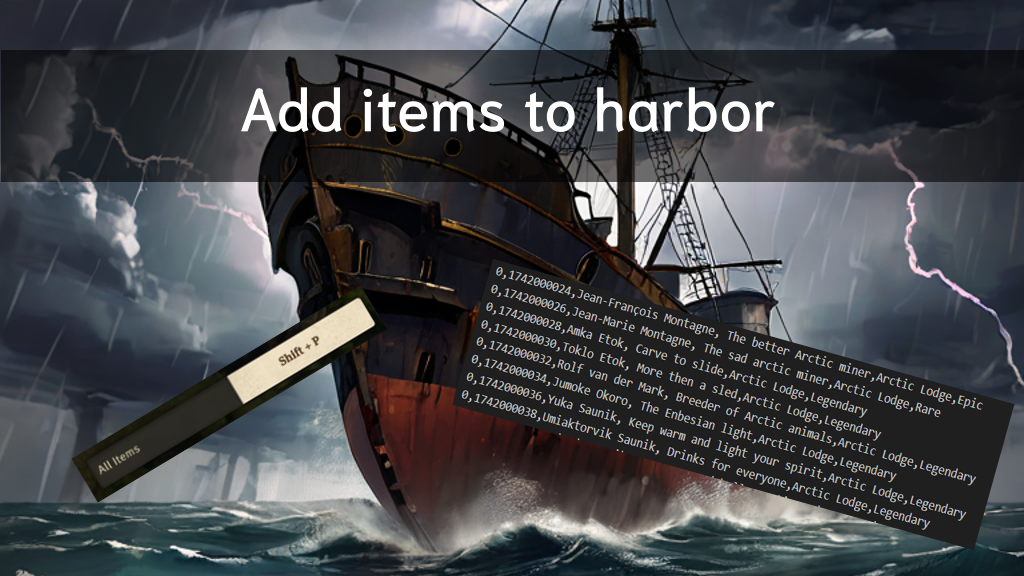 Add items to harbor
All Items
Shift + P
0,1742000024,Jean-François Montagne, The better Arctic miner,Arctic Lodge,Epic
0,1742000026,Jean-Marie Montagne, The sad arctic miner,Arctic Lodge,Rare
0,1742000028,Amka Etok, Carve to slide,Arctic Lodge,Legendary
0,1742000030,Toklo Etok, More then a sled,Arctic Lodge,Legendary
0,1742000032,Rolf van der Mark, Breeder of Arctic animals,Arctic Lodge,Legendary
0,1742000034,Jumoke Okoro, The Enbesian light,Arctic Lodge,Legendary
0,1742000036,Yuka Saunik, Keep warm and light your spirit,Arctic Lodge,Legendary
0,1742000038,Umiaktorvik Saunik, Drinks for everyone,Arctic Lodge,Legendary